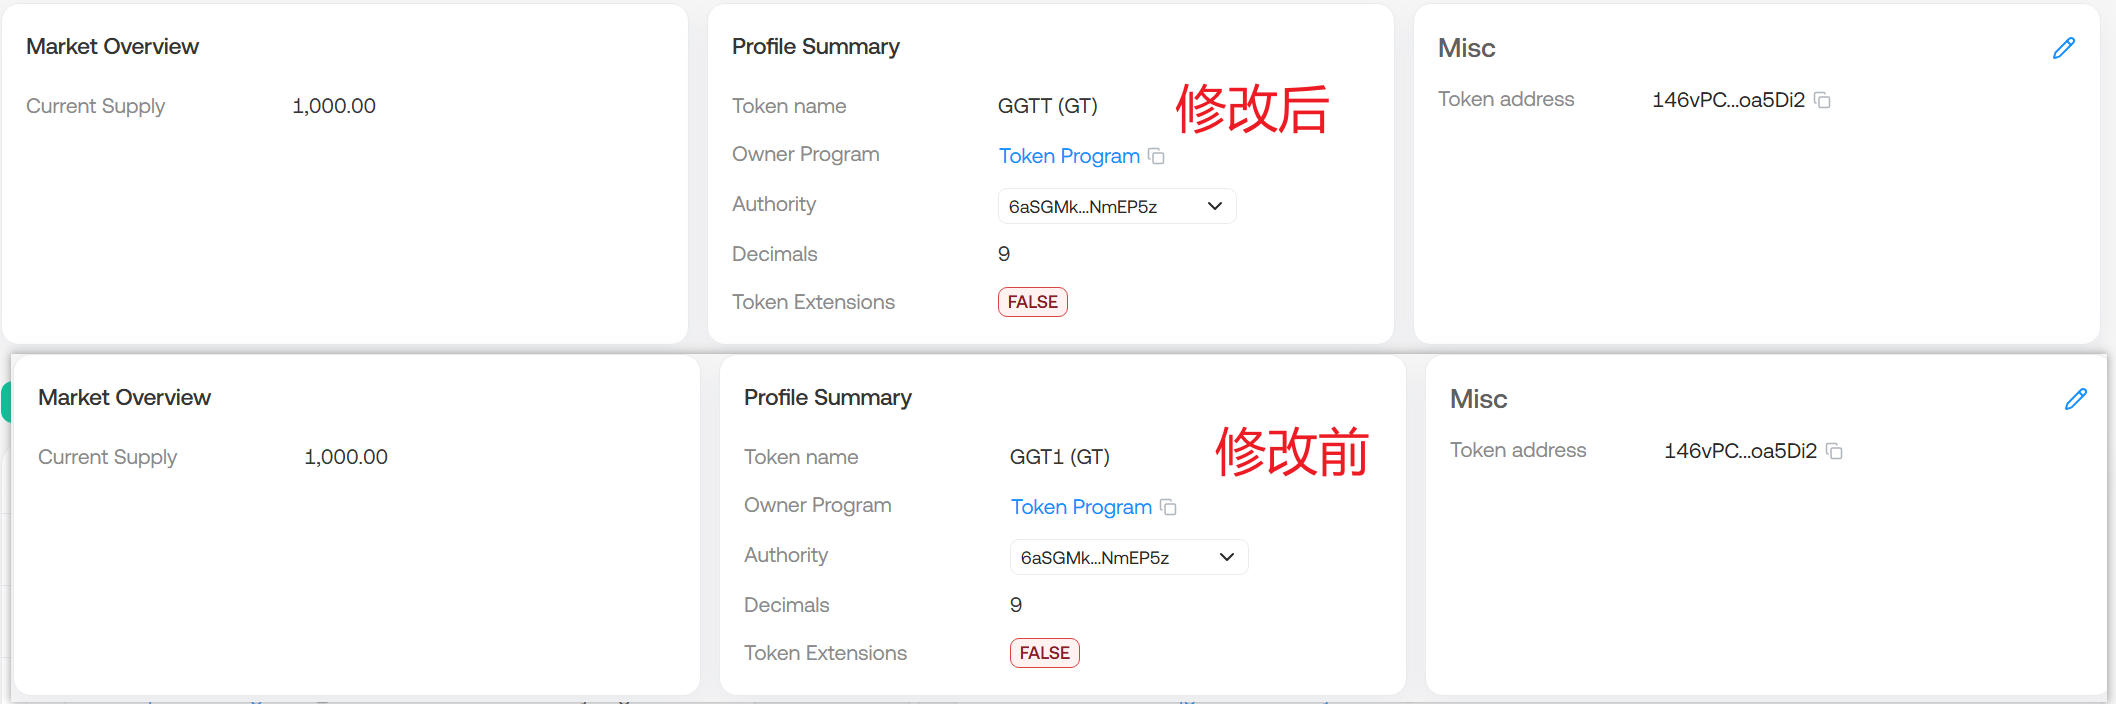 Market Overview
Current Supply 1,000.00
Profile Summary
Token name GGTT (GT)
修改后
Owner Program Token Program
Authority 6aSGMk...NmEP5z
Decimals 9
Token Extensions FALSE
Misc
Token address 146vPC...oa5Di2
Market Overview
Current Supply 1,000.00
Profile Summary
Token name GGT1 (GT)
修改前
Owner Program Token Program
Authority 6aSGMk...NmEP5z
Decimals 9
Token Extensions FALSE
Misc
Token address 146vPC...oa5Di2